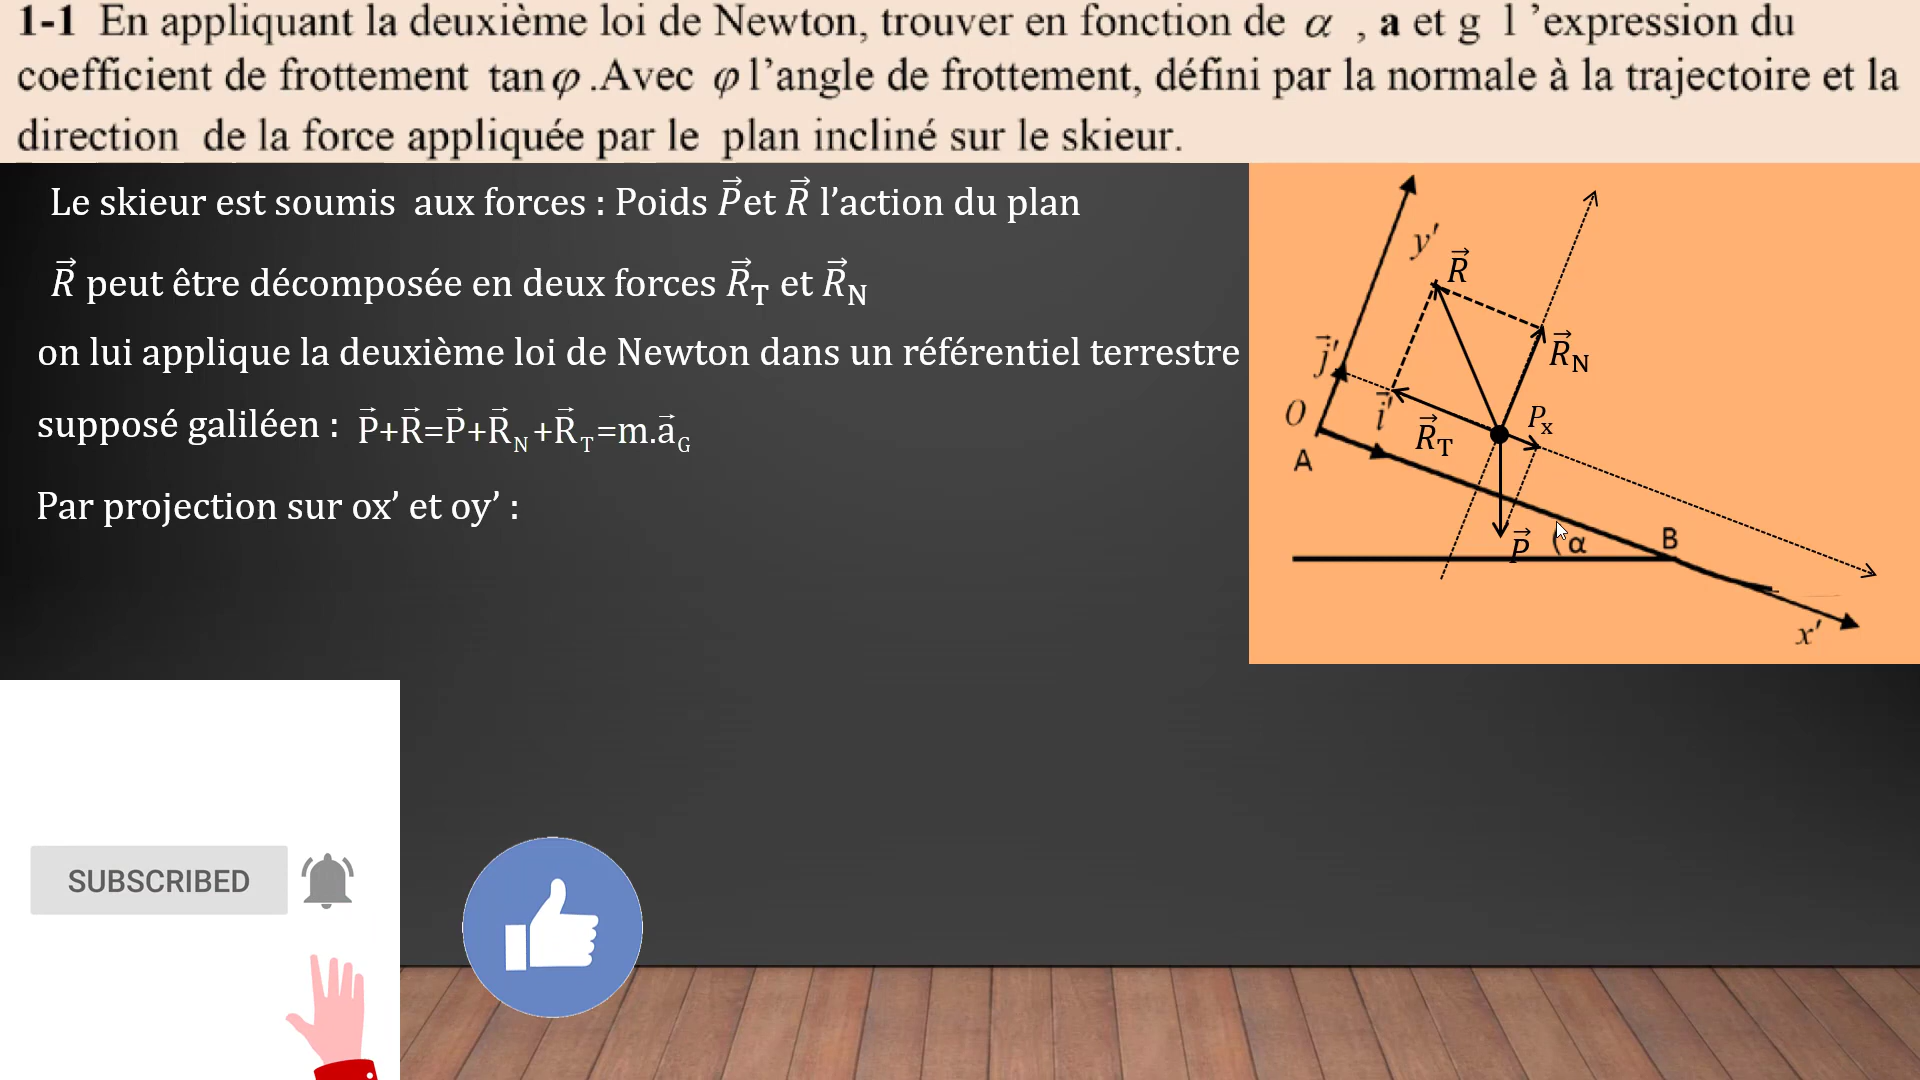 1-1 En appliquant la deuxième loi de Newton, trouver en fonction de α , a et g l ’expression du
coefficient de frottement tan φ .Avec φ l’angle de frottement, défini par la normale à la trajectoire et la
direction de la force appliquée par le plan incliné sur le skieur.
Le skieur est soumis aux forces : Poids P⃗et R⃗ l’action du plan
R⃗ peut être décomposée en deux forces R⃗T et R⃗N
on lui applique la deuxième loi de Newton dans un référentiel terrestre
supposé galiléen : P⃗+R⃗=P⃗+R⃗N+R⃗T=m.a⃗G
Par projection sur ox’ et oy’ :
y'
R⃗
j⃗'
R⃗N
O
i⃗'
Px
R⃗T
A
P⃗
α
B
x'
SUBSCRIBED